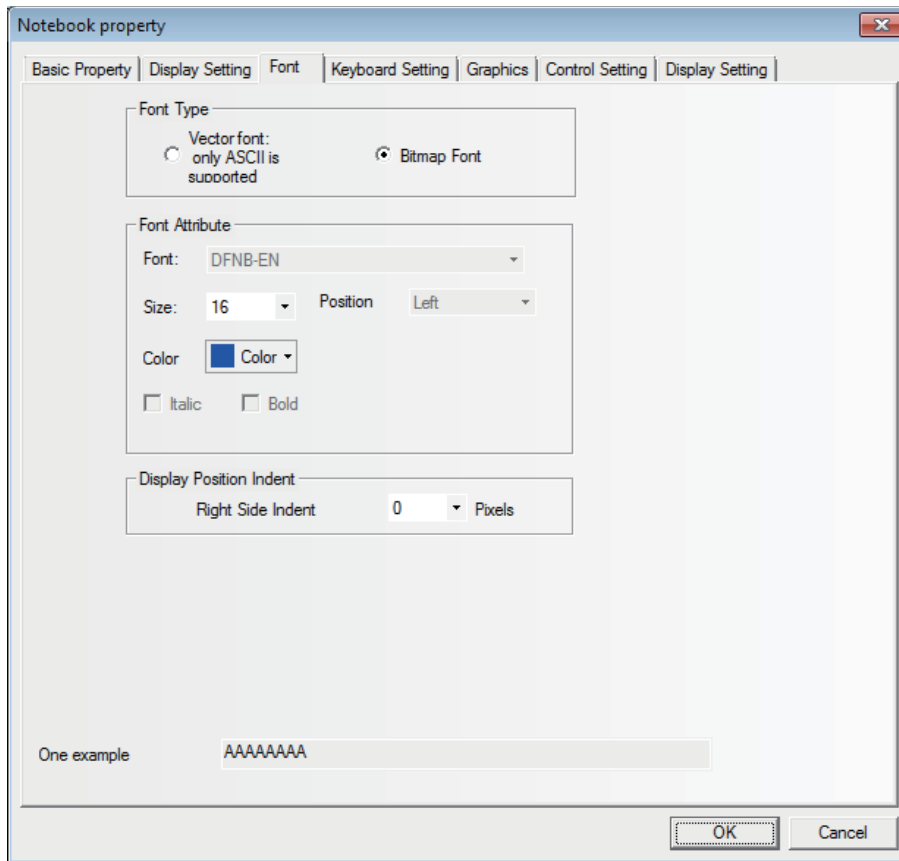 Notebook property
Basic Property Display Setting Font Keyboard Setting Graphics Control Setting Display Setting
Font Type
Vector font:
only ASCII is
supported
Bitmap Font
Font Attribute
Font: DFNB-EN
Size: 16 Position Left
Color Color
Italic Bold
Display Position Indent
Right Side Indent 0 Pixels
One example AAAAAAAA
OK Cancel